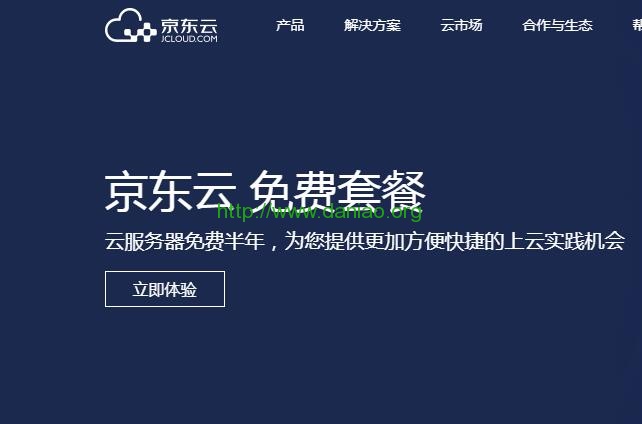 京东云
JCLOUD.COM
产品 解决方案 云市场 合作与生态 帮
京东云 免费套餐
http://www.daniao.org
云服务器免费半年，为您提供更加方便快捷的上云实践机会
立即体验